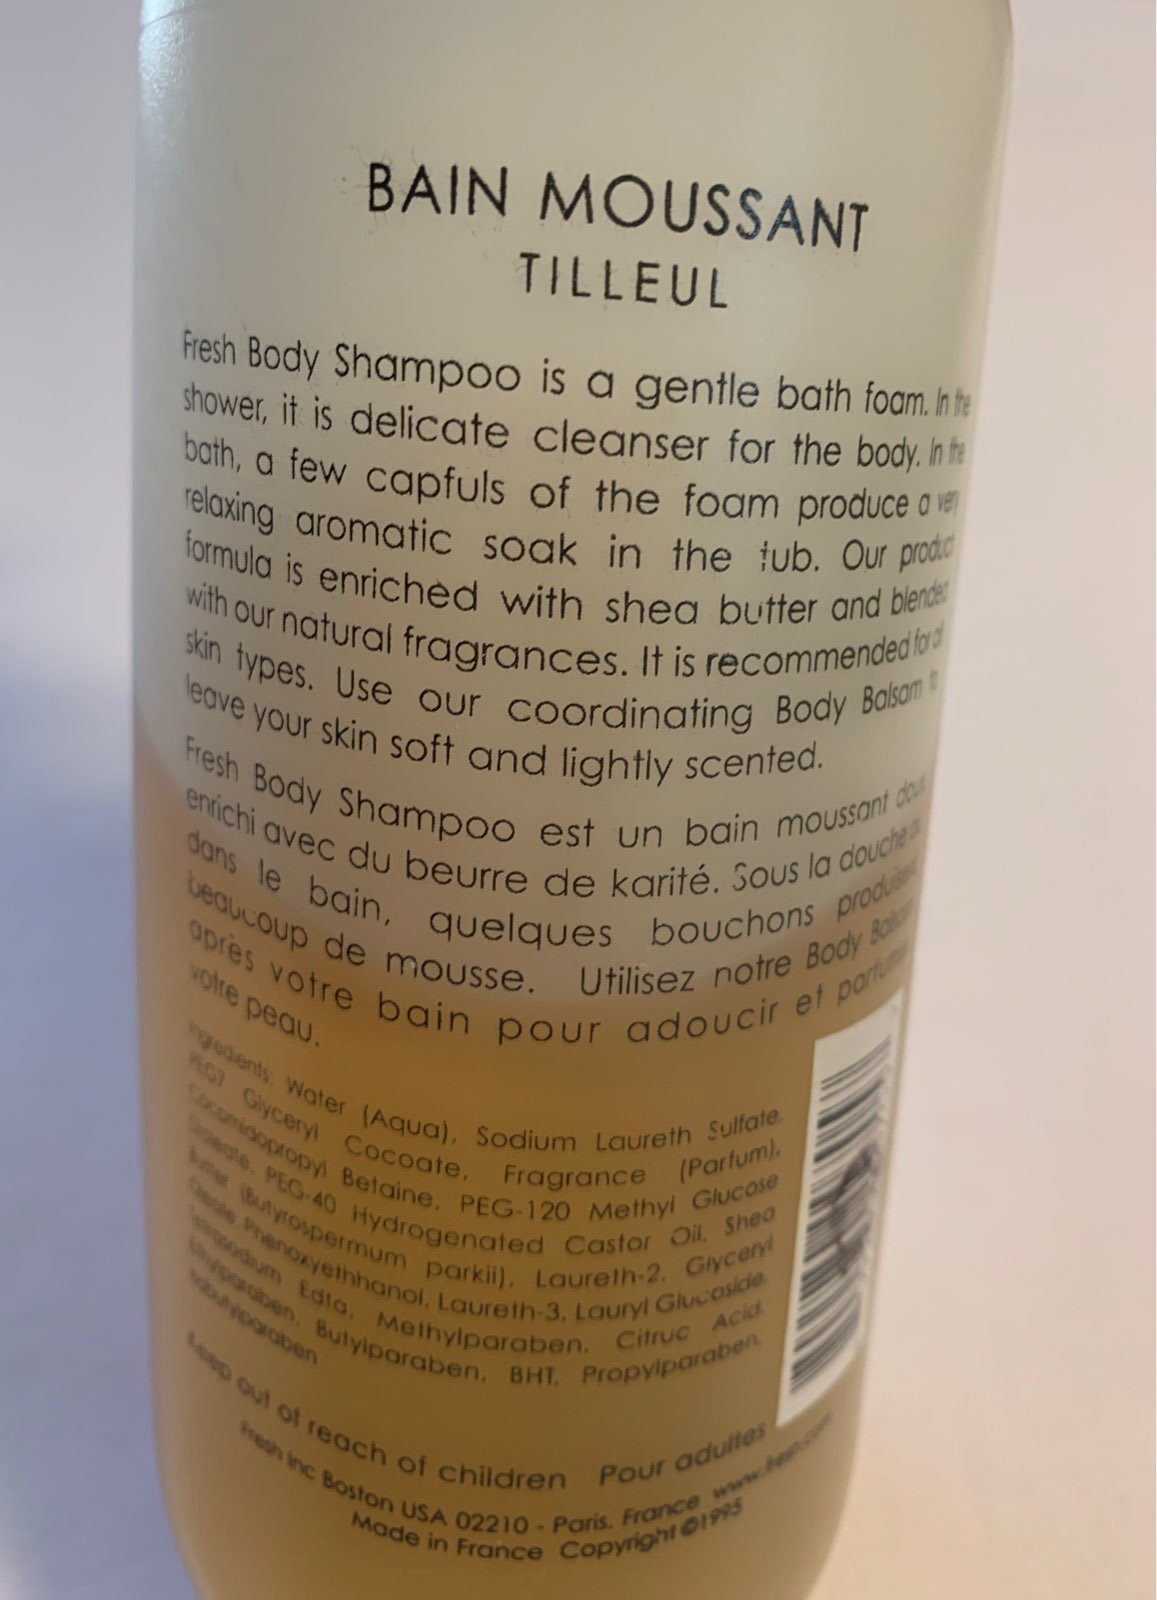 BAIN MOUSSANT
TILLEUL
Fresh Body Shampoo is a gentle bath foam. In the
shower, it is delicate cleanser for the body. In the
bath, a few capfuls of the foam produce a very
relaxing aromatic soak in the tub. Our product
formula is enriched with shea butter and blended
with our natural fragrances. It is recommended for all
skin types. Use our coordinating Body Balsam to
leave your skin soft and lightly scented.
Fresh Body Shampoo est un bain moussant doux
enrichi avec du beurre de karité. Sous la douche ou
dans le bain, quelques bouchons produisent
beaucoup de mousse. Utilisez notre Body Balsam
après votre bain pour adoucir et parfumer
votre peau.
Ingredients: Water (Aqua), Sodium Laureth Sulfate,
PEG7 Glyceryl Cocoate, Fragrance (Parfum),
Cocomidopropyl Betaine, PEG-120 Methyl Glucose
Dioleate, PEG-40 Hydrogenated Castor Oil, Shea
Butter (Butyrospermum parkii), Laureth-2, Glyceryl
Oleate, Phenoxyethhanol, Laureth-3, Lauryl Glucoside,
Tetrasodium Edta, Methylparaben, Citruc Acid,
Ethylparaben, Butylparaben, BHT, Propylparaben,
Isobutylparaben
Keep out of reach of children Pour adultes
Fresh Inc Boston USA 02210 - Paris, France www.fresh.com
Made in France Copyright ©1995